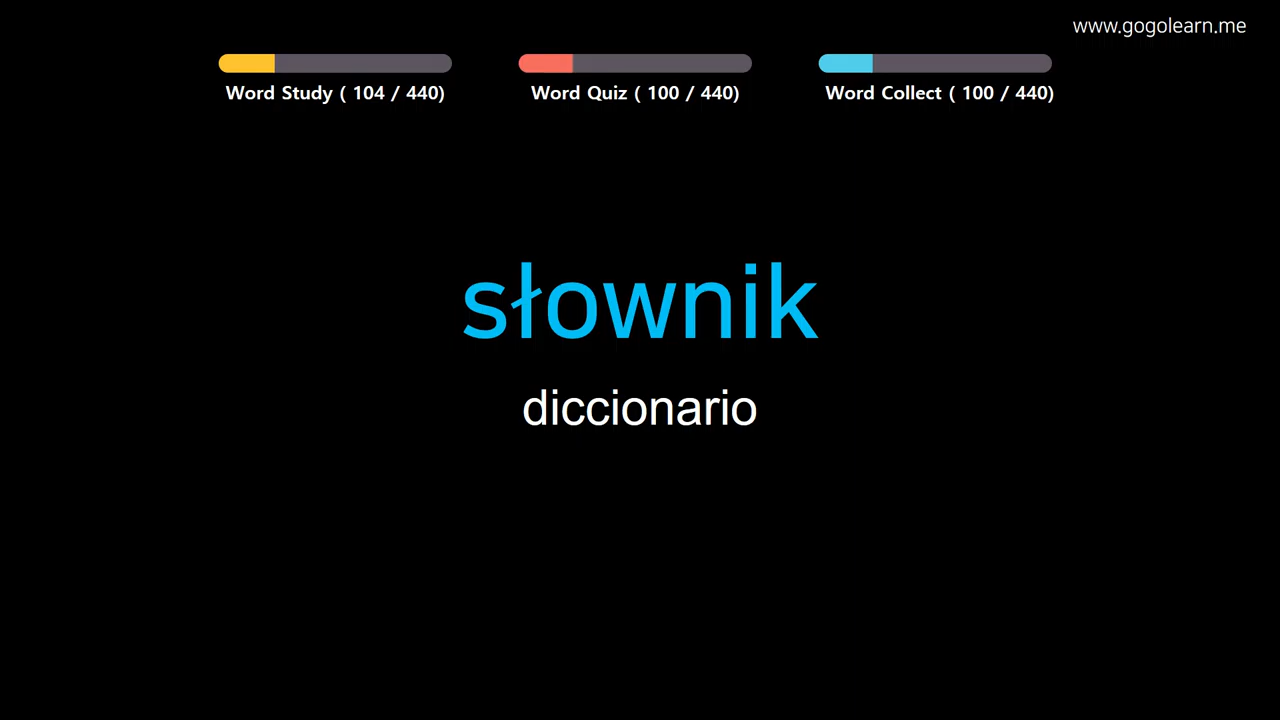 www.gogolearn.me
Word Study ( 104 / 440)
Word Quiz ( 100 / 440)
Word Collect ( 100 / 440)
słownik
diccionario